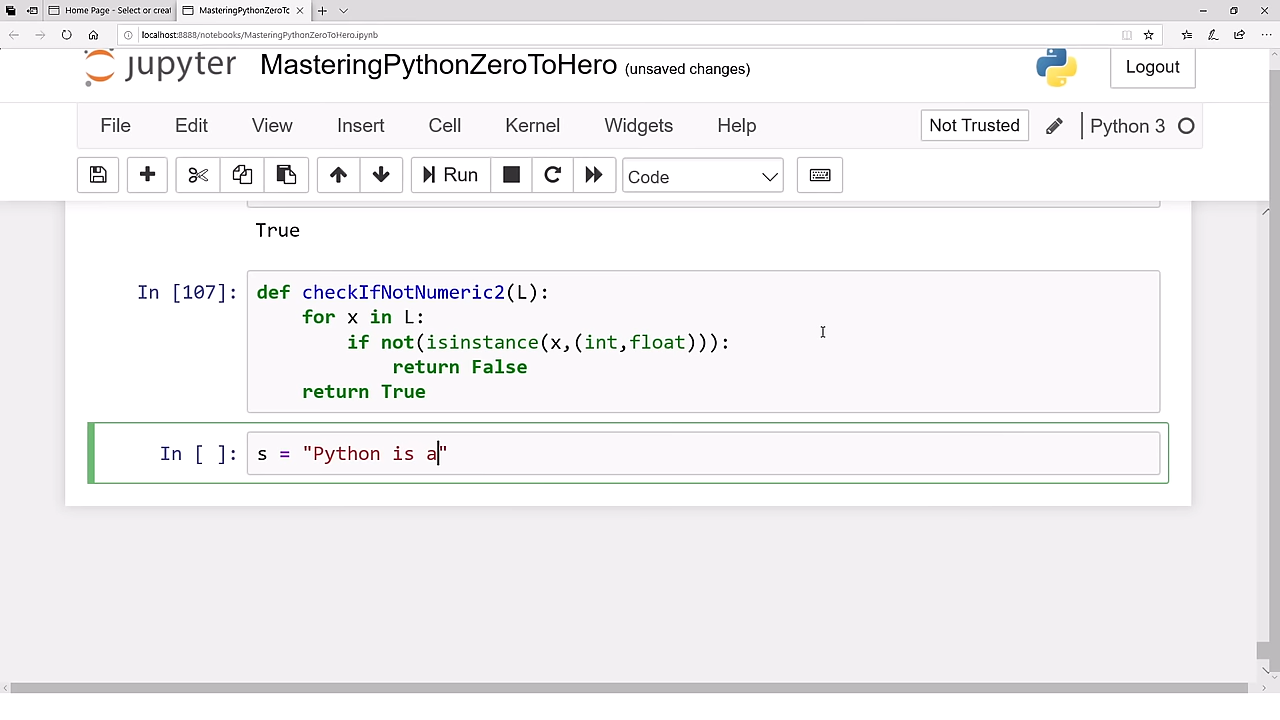 Home Page - Select or creat
MasteringPythonZeroToC
localhost:8888/notebooks/MasteringPythonZeroToHero.ipynb
jupyter MasteringPythonZeroToHero (unsaved changes)
Logout
File Edit View Insert Cell Kernel Widgets Help Not Trusted Python 3
Run Code
True
In [107]: def checkIfNotNumeric2(L):
for x in L:
if not(isinstance(x,(int,float))):
return False
return True
In [ ]: s = "Python is a"